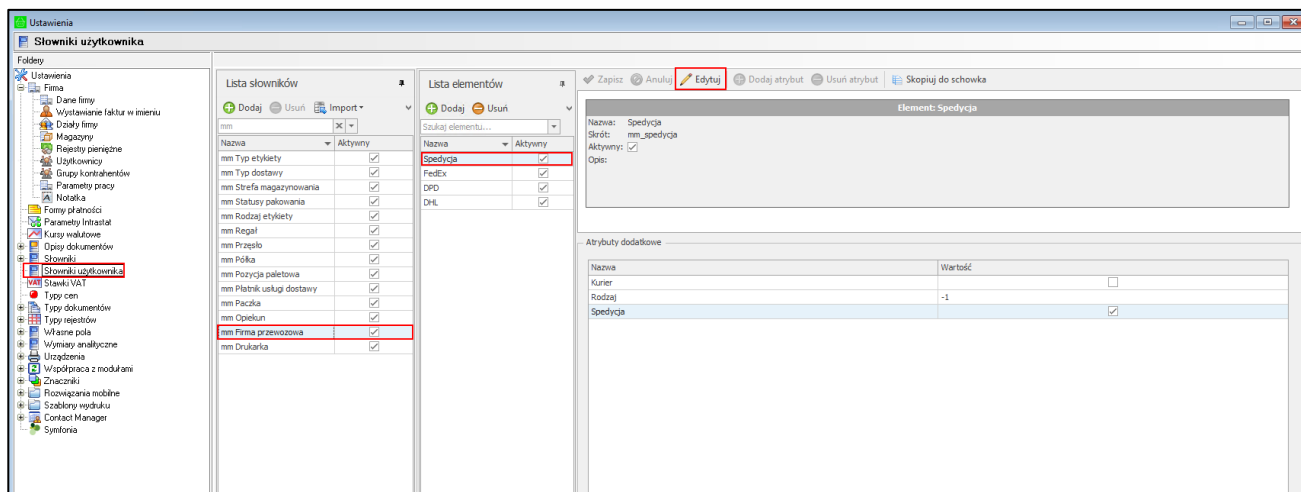 Ustawienia
Słowniki użytkownika
Foldery
Ustawienia
Firma
Dane firmy
Wystawianie faktur w imieniu
Działy firmy
Magazyny
Rejestry pieniężne
Użytkownicy
Grupy kontrahentów
Parametry pracy
Notatka
Formy płatności
Parametry Intrastat
Kursy walutowe
Opisy dokumentów
Słowniki
Słowniki użytkownika
VAT Stawki VAT
Typy cen
Typy dokumentów
Typy rejestrów
Własne pola
Wymiary analityczne
Urządzenia
Współpraca z modułami
Znaczniki
Rozwiązania mobilne
Szablony wydruku
Contact Manager
Symfonia
Lista słowników
Dodaj Usuń Import
mm
Nazwa Aktywny
mm Typ etykiety
mm Typ dostawy
mm Strefa magazynowania
mm Statusy pakowania
mm Rodzaj etykiety
mm Regał
mm Przęsło
mm Półka
mm Pozycja paletowa
mm Płatnik usługi dostawy
mm Paczka
mm Opiekun
mm Firma przewozowa
mm Drukarka
Lista elementów
Dodaj Usuń
Szukaj elementu...
Nazwa Aktywny
Spedycja
FedEx
DPD
DHL
Zapisz Anuluj Edytuj Dodaj atrybut Usuń atrybut Skopiuj do schowka
Element: Spedycja
Nazwa: Spedycja
Skrót: mm_spedycja
Aktywny:
Opis:
Atrybuty dodatkowe
Nazwa Wartość
Kurier
Rodzaj -1
Spedycja